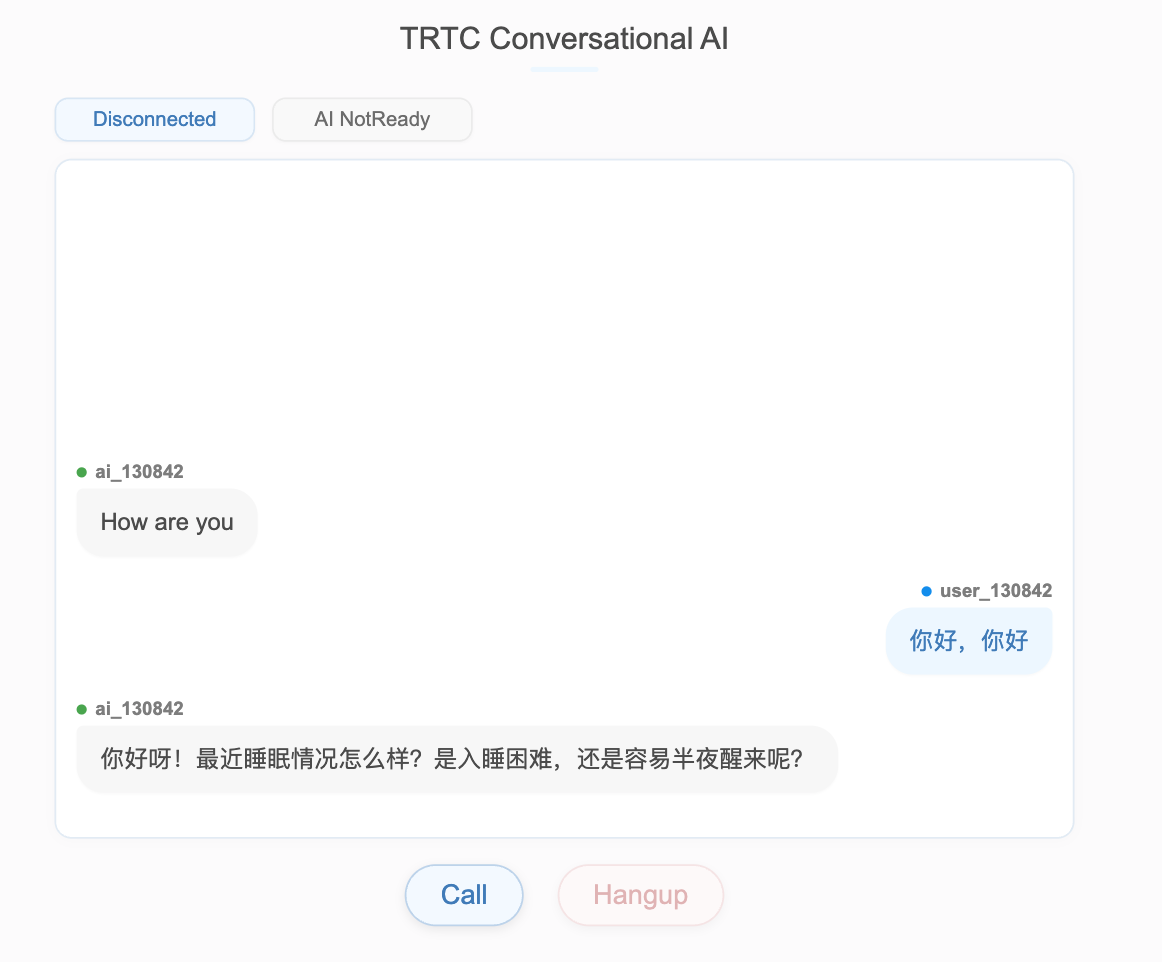 TRTC Conversational AI
Disconnected
AI NotReady
ai_130842
How are you
user_130842
你好，你好
ai_130842
你好呀！最近睡眠情况怎么样？是入睡困难，还是容易半夜醒来呢？
Call
Hangup